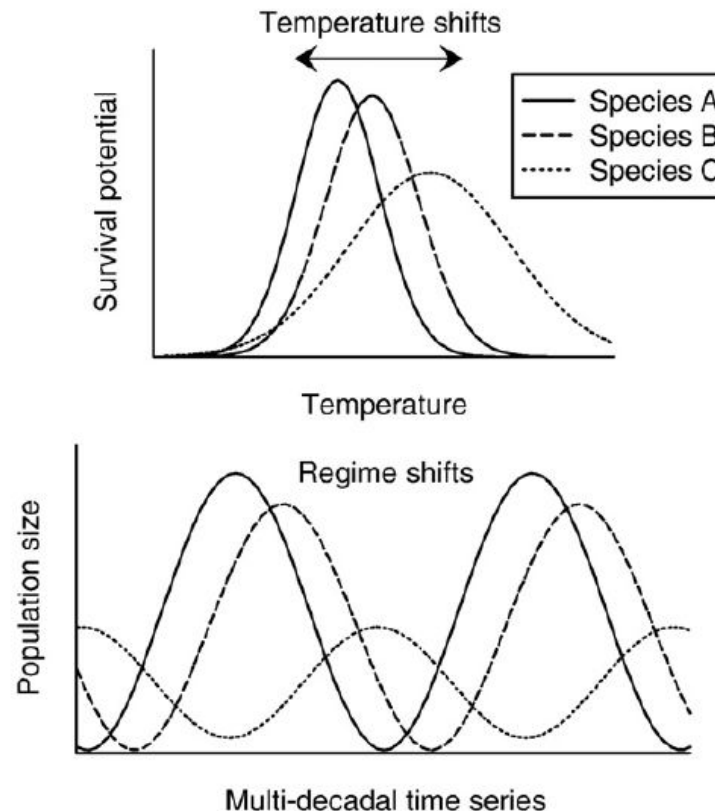 Temperature shifts
Survival potential
Species A
Species B
Species C
Temperature
Regime shifts
Population size
Multi-decadal time series